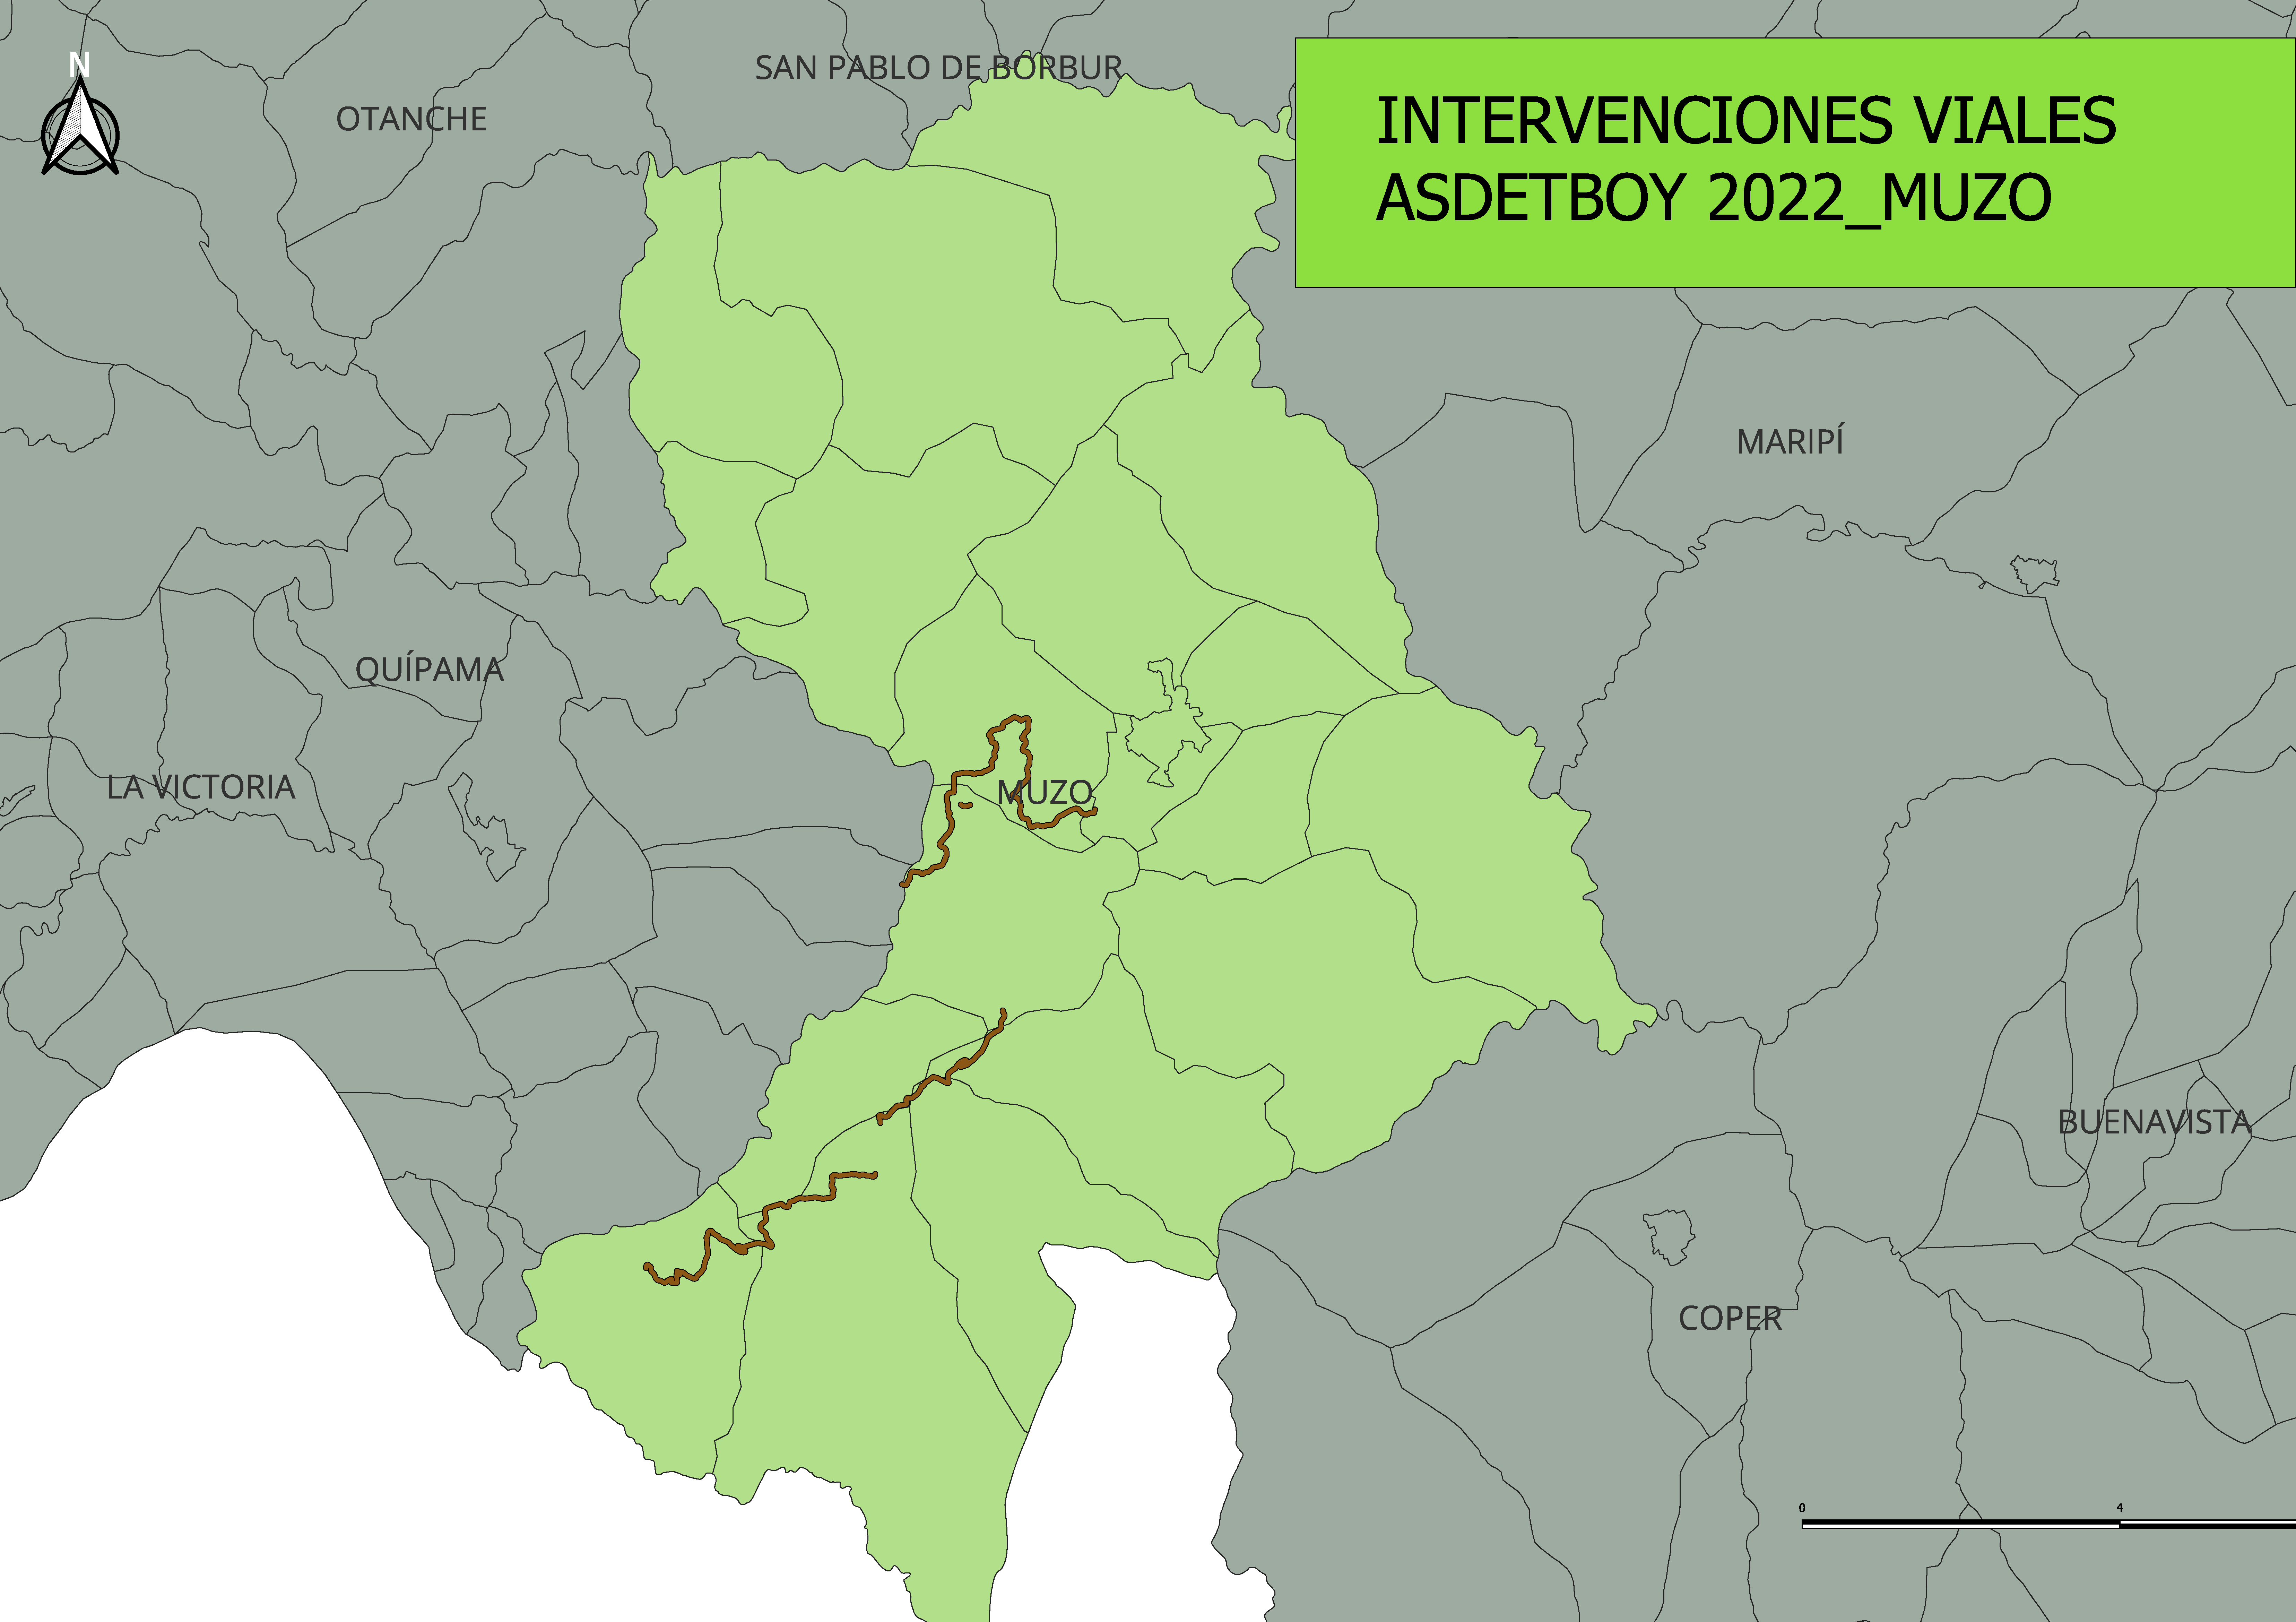 N
SAN PABLO DE BORBUR
OTANCHE
INTERVENCIONES VIALES
ASDETBOY 2022_MUZO
MARIPÍ
QUÍPAMA
LA VICTORIA
MUZO
BUENAVISTA
COPER
0 4